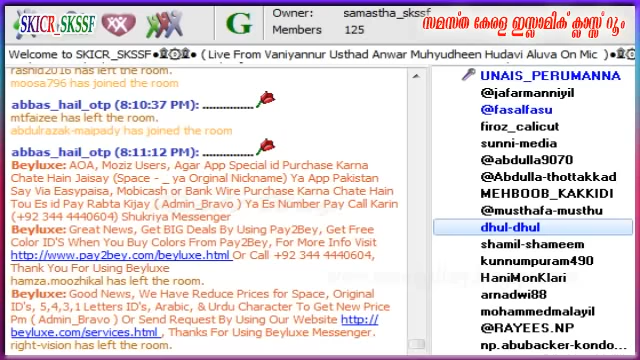 SKICR_SKSSF
G
Owner: samastha_skssf
Members 125
സമസ്ത കേരള ഇസ്ലാമിക് ക്ലാസ്സ് റൂം
Welcome to SKICR_SKSSF ( Live From Vaniyannur Usthad Anwar Muhyudheen Hudavi Aluva On Mic )
rashid2016 has left the room.
moosa796 has joined the room
abbas_hail_otp (8:10:37 PM): ...............
mtfaizee has left the room.
abdulrazak-maipady has joined the room
abbas_hail_otp (8:11:12 PM): ...............
Beyluxe: AOA, Moziz Users, Agar App Special id Purchase Karna
Chate Hain Jaisay (Space - _ ya Orginal Nickname) Ya App Pakistan
Say Via Easypaisa, Mobicash or Bank Wire Purchase Karna Chate Hain
Tou Es id Pay Rabta Kijay ( Admin_Bravo ) Ya Es Number Pay Call Karin
(+92 344 4440604) Shukriya Messenger
Beyluxe: Great News, Get BIG Deals By Using Pay2Bey, Get Free
Color ID'S When You Buy Colors From Pay2Bey, For More Info Visit
http://www.pay2bey.com/beyluxe.html Or Call +92 344 4440604,
Thank You For Using Beyluxe
hamza.moozhikal has left the room.
Beyluxe: Good News, We Have Reduce Prices for Space, Original
ID's, 5,4,3,1 Letters ID's, Arabic, & Urdu Character To Get New Price
Pm ( Admin_Bravo ) Or Send Request By Using Our Website http://
beyluxe.com/services.html , Thanks For Using Beyluxe Messenger.
right-vision has left the room.
UNAIS_PERUMANNA
@jafarmanniyil
@fasalfasu
firoz_calicut
sunni-media
@abdulla9070
@Abdulla-thottakkad
MEHBOOB_KAKKIDI
@musthafa-musthu
dhul-dhul
shamil-shameem
kunnumpuram490
HaniMonKlari
arnadwi88
mohammedmalayil
@RAYEES.NP
np.abubacker-kondo...